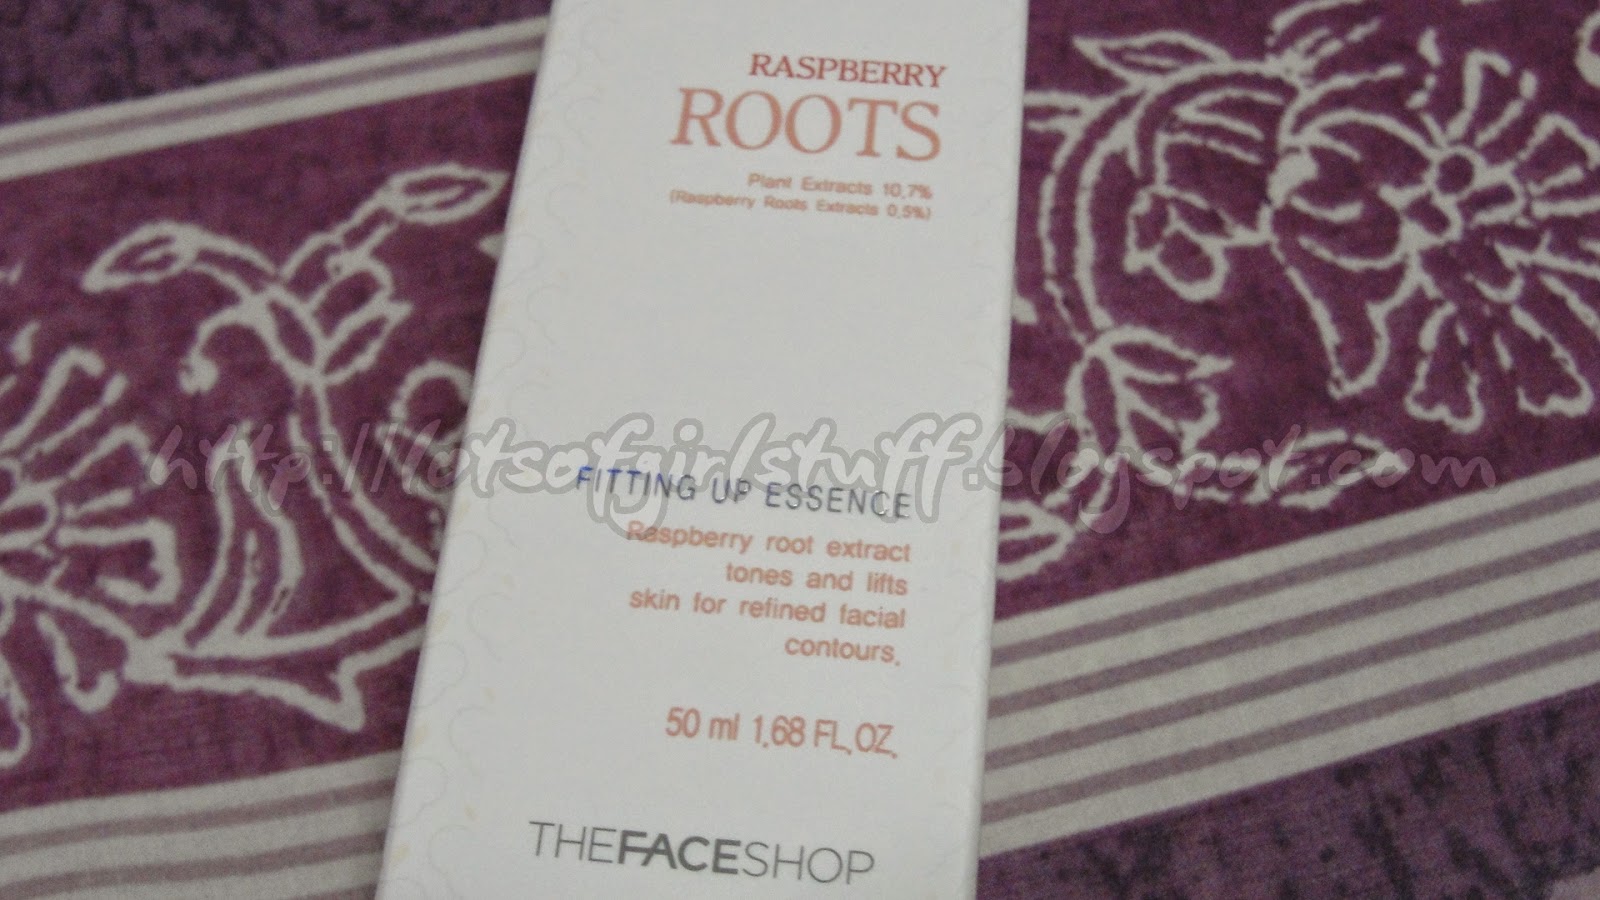 RASPBERRY
ROOTS
Plant Extracts 10.7%
(Raspberry Roots Extracts 0.5%)
http://lotsofgirlstuff.blogspot.com
FITTING UP ESSENCE
Raspberry root extract
tones and lifts
skin for refined facial
contours.
50 ml 1.68 FL.OZ.
THEFACESHOP